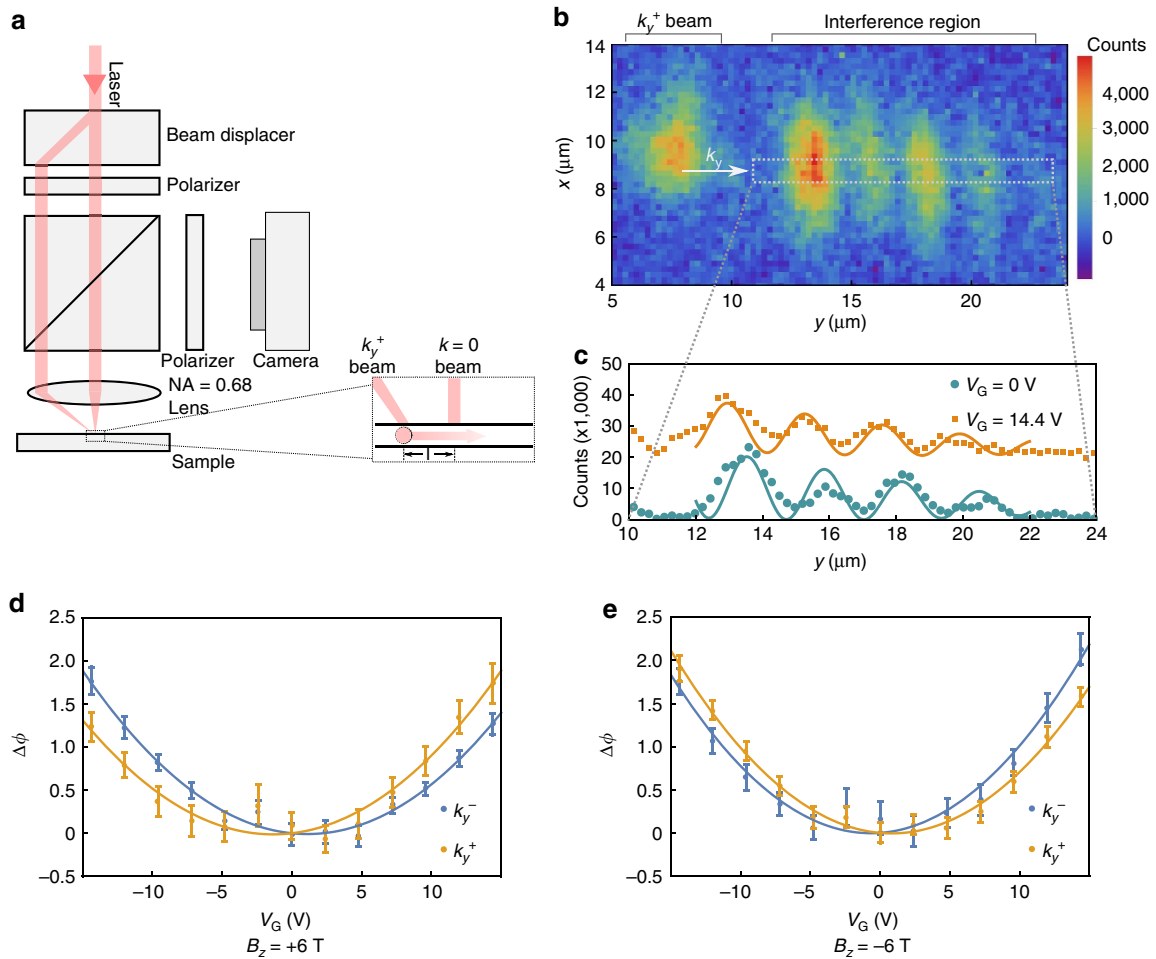 a
Laser
Beam displacer
Polarizer
Polarizer
Camera
NA = 0.68
Lens
Sample
k_y^+
beam
k = 0
beam
l
b
k_y^+ beam
Interference region
Counts
14
12
10
8
6
4
x (μm)
k_y
5
10
15
20
y (μm)
4,000
3,000
2,000
1,000
0
c
50
40
30
20
10
0
Counts (x1,000)
V_G = 0 V
V_G = 14.4 V
10
12
14
16
18
20
22
24
y (μm)
d
2.5
2.0
1.5
1.0
0.5
0
−0.5
Δϕ
k_y^−
k_y^+
−10
−5
0
5
10
V_G (V)
B_z = +6 T
e
2.5
2.0
1.5
1.0
0.5
0
−0.5
Δϕ
k_y^−
k_y^+
−10
−5
0
5
10
V_G (V)
B_z = −6 T